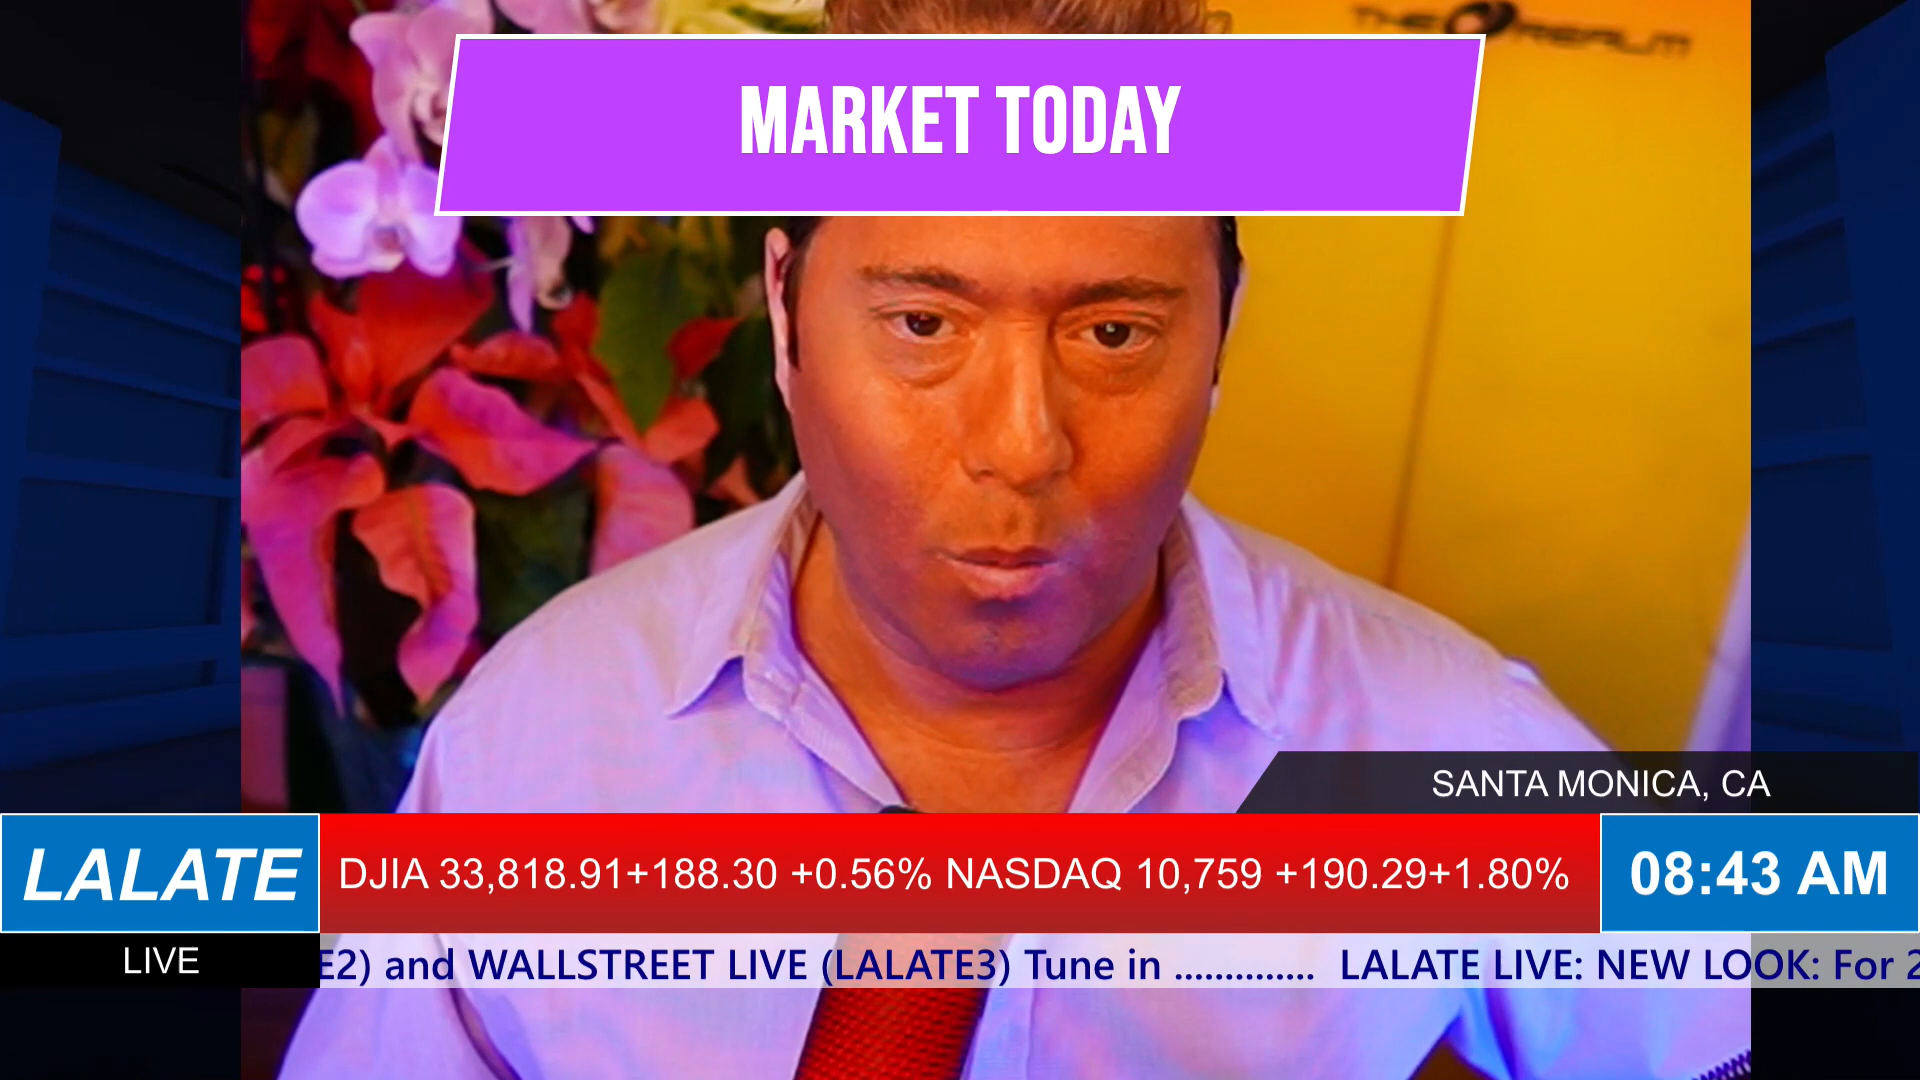 THE REALM
MARKET TODAY
SANTA MONICA, CA
LALATE
DJIA 33,818.91+188.30 +0.56% NASDAQ 10,759 +190.29+1.80%
08:43 AM
LIVE
E2) and WALLSTREET LIVE (LALATE3) Tune in .............. LALATE LIVE: NEW LOOK: For 2